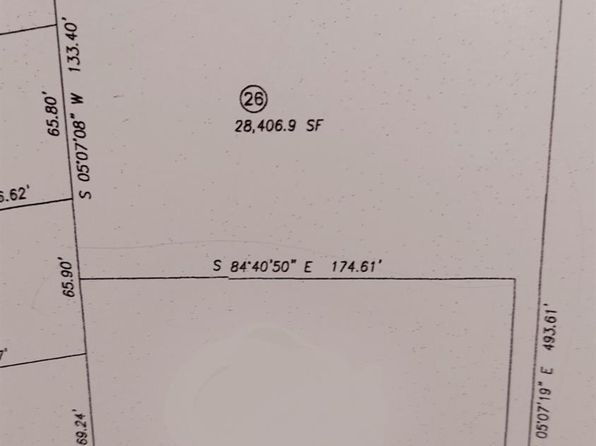 S 05°07'08" W 133.40'
65.80'
26
28,406.9 SF
6.62'
65.90'
S 84°40'50" E 174.61'
05°07'19" E 493.61'
7'
69.24'